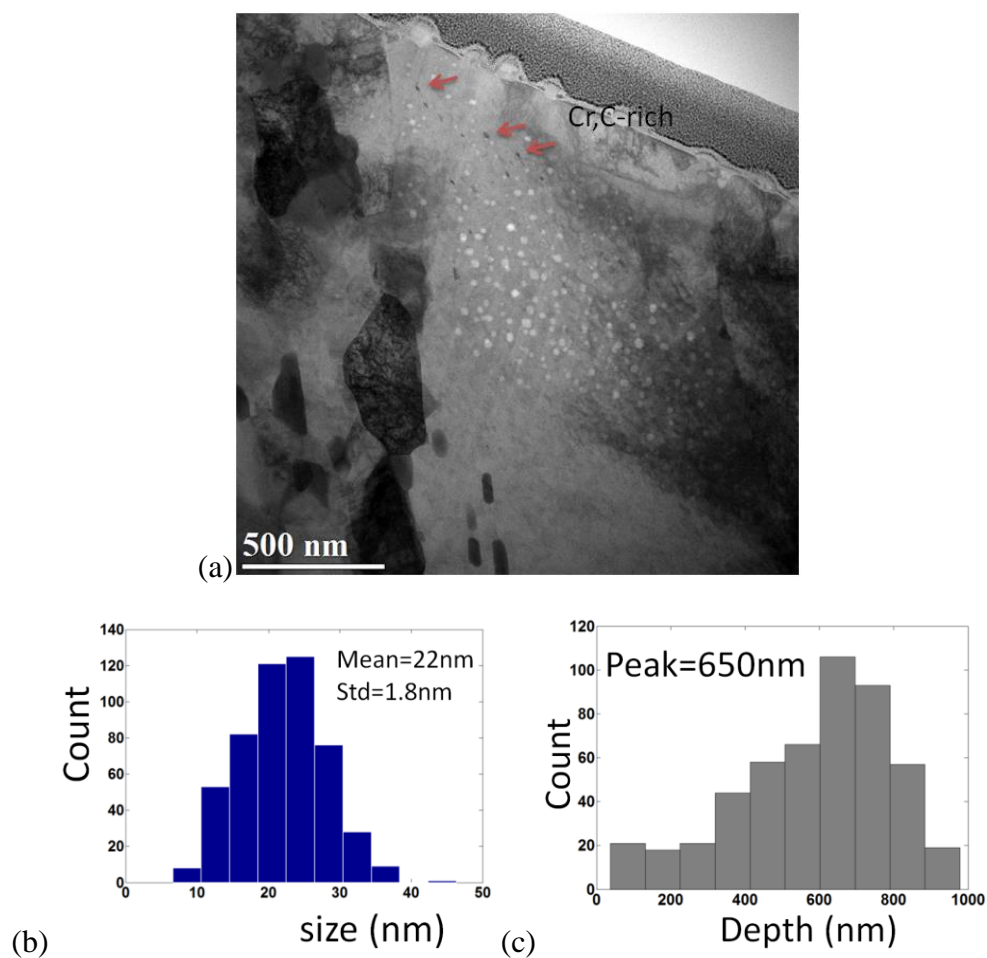 Cr,C-rich
500 nm
(a)
140
120
100
80
60
40
20
0
Count
Mean=22nm
Std=1.8nm
0 10 20 30 40 50
size (nm)
(b)
120
100
80
60
40
20
0
Count
Peak=650nm
0 200 400 600 800 1000
Depth (nm)
(c)